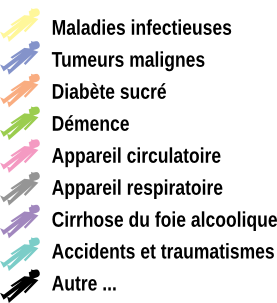 Maladies infectieuses
Tumeurs malignes
Diabète sucré
Démence
Appareil circulatoire
Appareil respiratoire
Cirrhose du foie alcoolique
Accidents et traumatismes
Autre ...